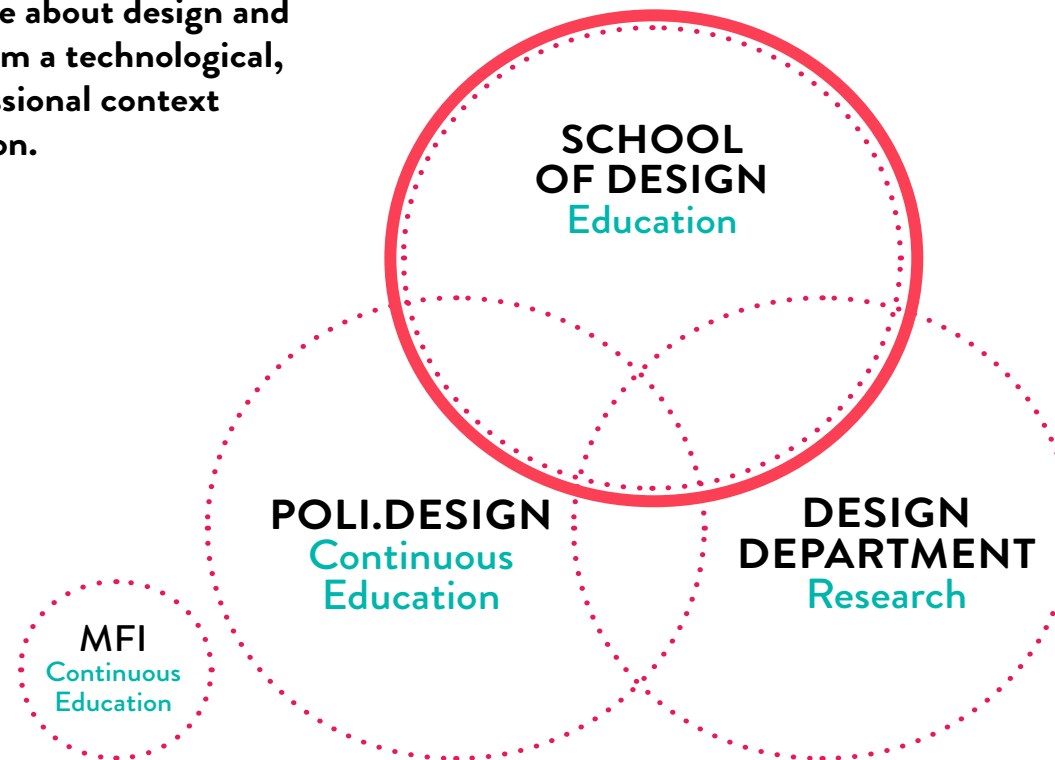 e about design and
m a technological,
ssional context
on.
SCHOOL
OF DESIGN
Education
POLI.DESIGN
Continuous
Education
DESIGN
DEPARTMENT
Research
MFI
Continuous
Education